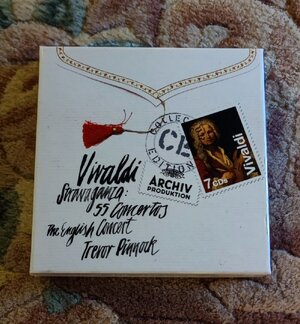 COLLECTORS
CE
EDITION
ARCHIV
PRODUKTION
Vivaldi
7 CDs
Vivaldi
Stravaganza
55 Concertos
The English Concert
Trevor Pinnock